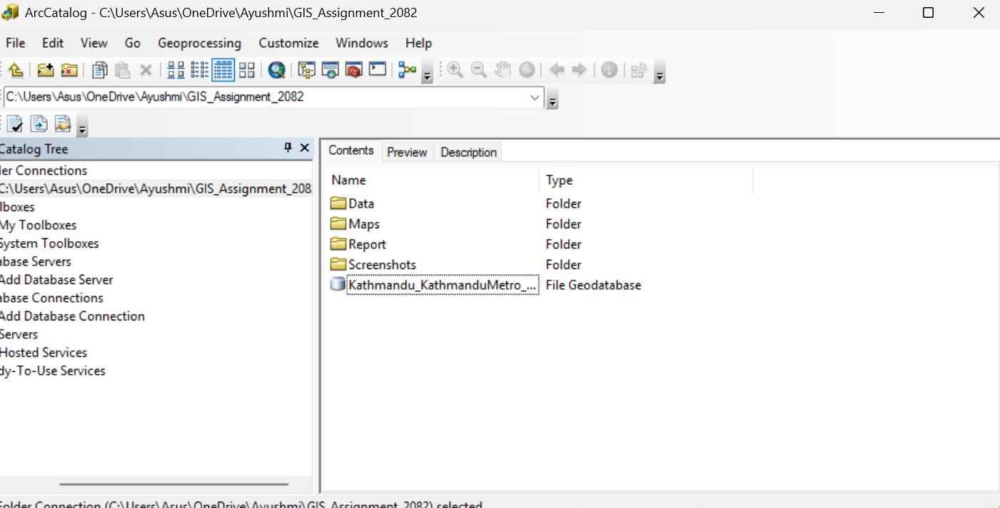 ArcCatalog - C:\Users\Asus\OneDrive\Ayushmi\GIS_Assignment_2082
File Edit View Go Geoprocessing Customize Windows Help
C:\Users\Asus\OneDrive\Ayushmi\GIS_Assignment_2082
Catalog Tree
ler Connections
C:\Users\Asus\OneDrive\Ayushmi\GIS_Assignment_208
lboxes
My Toolboxes
System Toolboxes
abase Servers
Add Database Server
abase Connections
Add Database Connection
Servers
Hosted Services
dy-To-Use Services
Contents Preview Description
Name Type
Data Folder
Maps Folder
Report Folder
Screenshots Folder
Kathmandu_KathmanduMetro_... File Geodatabase
Folder Connection (C:\Users\Asus\OneDrive\Ayushmi\GIS_Assignment_2082) selected